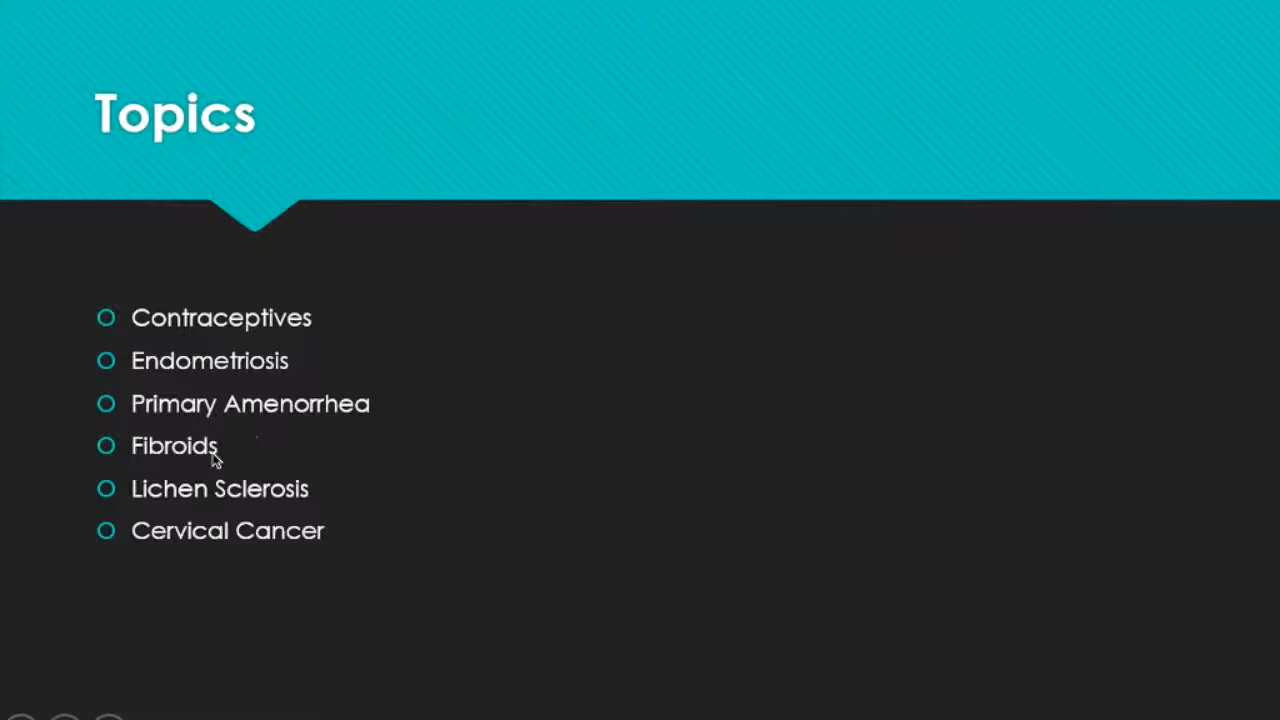 Topics
Contraceptives
Endometriosis
Primary Amenorrhea
Fibroids
Lichen Sclerosis
Cervical Cancer